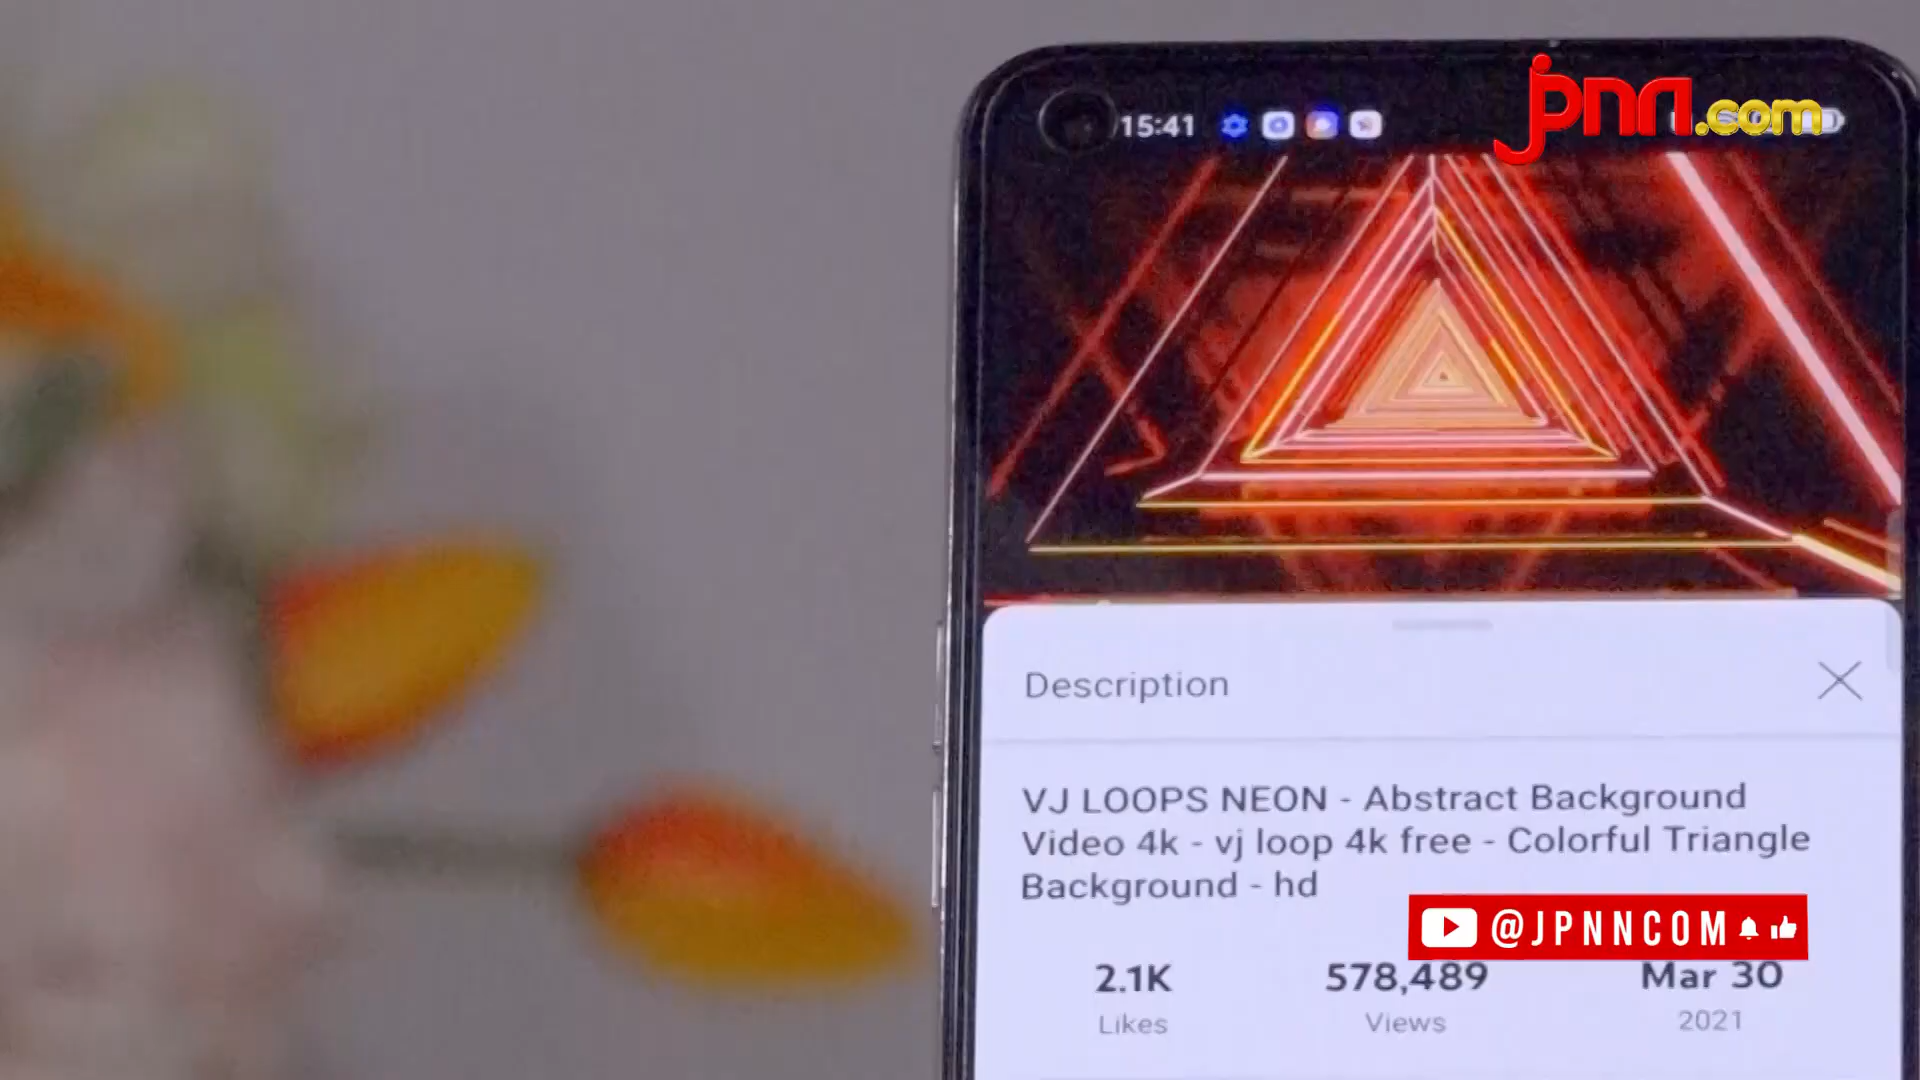 15:41
jpnn.com
Description
VJ LOOPS NEON - Abstract Background
Video 4k - vj loop 4k free - Colorful Triangle
Background - hd
@JPNNCOM
2.1K
578,489
Mar 30
Likes
Views
2021